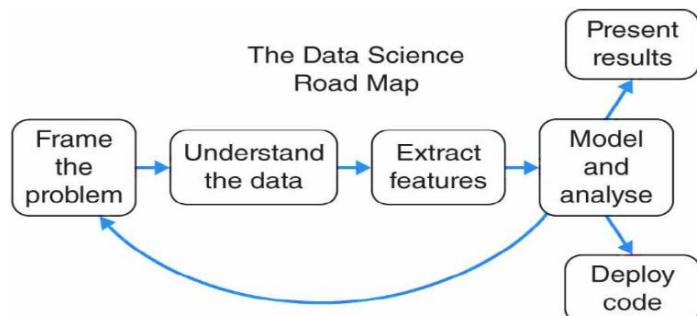 The Data Science
Road Map
Frame
the
problem
Understand
the data
Extract
features
Model
and
analyse
Present
results
Deploy
code